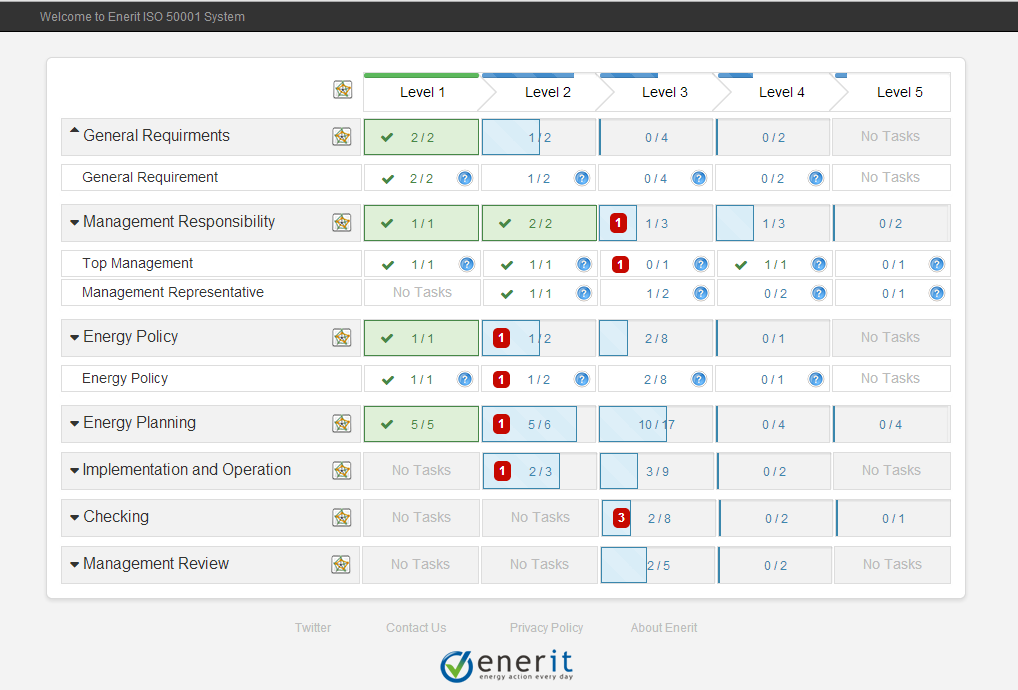 Welcome to Enerit ISO 50001 System
Level 1 Level 2 Level 3 Level 4 Level 5
General Requirments 2 / 2 1 / 2 0 / 4 0 / 2 No Tasks
General Requirement 2 / 2 ? 1 / 2 ? 0 / 4 ? 0 / 2 ? No Tasks
Management Responsibility 1 / 1 2 / 2 1 1 / 3 1 / 3 0 / 2
Top Management 1 / 1 ? 1 / 1 ? 1 0 / 1 ? 1 / 1 ? 0 / 1 ?
Management Representative No Tasks 1 / 1 ? 1 / 2 ? 0 / 2 ? 0 / 1 ?
Energy Policy 1 / 1 1 1 / 2 2 / 8 0 / 1 No Tasks
Energy Policy 1 / 1 ? 1 1 / 2 ? 2 / 8 ? 0 / 1 ? No Tasks
Energy Planning 5 / 5 1 5 / 6 10 / 17 0 / 4 0 / 4
Implementation and Operation No Tasks 1 2 / 3 3 / 9 0 / 2 No Tasks
Checking No Tasks No Tasks 3 2 / 8 0 / 2 0 / 1
Management Review No Tasks No Tasks 2 / 5 0 / 2 No Tasks
Twitter Contact Us Privacy Policy About Enerit
enerit
energy action every day